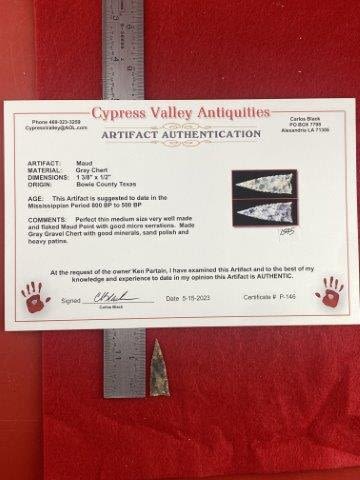 Cypress Valley Antiquities
Phone 469-323-3259
Cypressvalley@AOL.com
Carlos Black
PO BOX 7798
Alexandria LA 71306
ARTIFACT AUTHENTICATION
ARTIFACT: Maud
MATERIAL: Gray Chert
DIMENSIONS: 1 3/8" x 1/2"
ORIGIN: Bowie County Texas
AGE: This Artifact is suggested to date in the
Mississippian Period 800 BP to 500 BP
COMMENTS: Perfect thin medium size very well made
and flaked Maud Point with good micro serrations. Made
Gray Gravel Chert with good minerals, sand polish and
heavy patina.
At the request of the owner Ken Partain, I have examined this Artifact and to the best of my
knowledge and experience to date in my opinion this Artifact is AUTHENTIC.
Signed
Carlos Black
Date 5-15-2023
Certificate # P-146
11